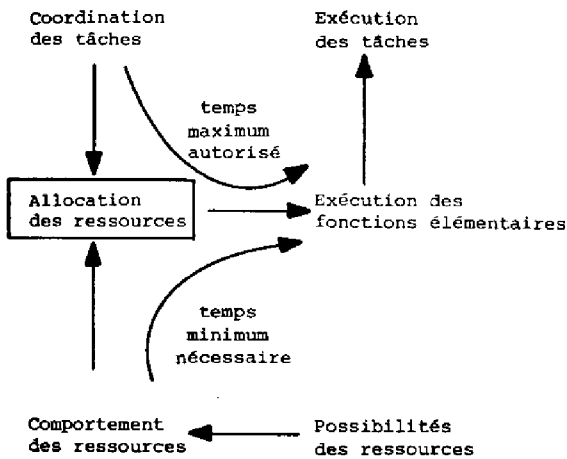 Coordination
des tâches
Exécution
des tâches
temps
maximum
autorisé
Allocation
des ressources
Exécution des
fonctions élémentaires
temps
minimum
nécessaire
Comportement
des ressources
Possibilités
des ressources